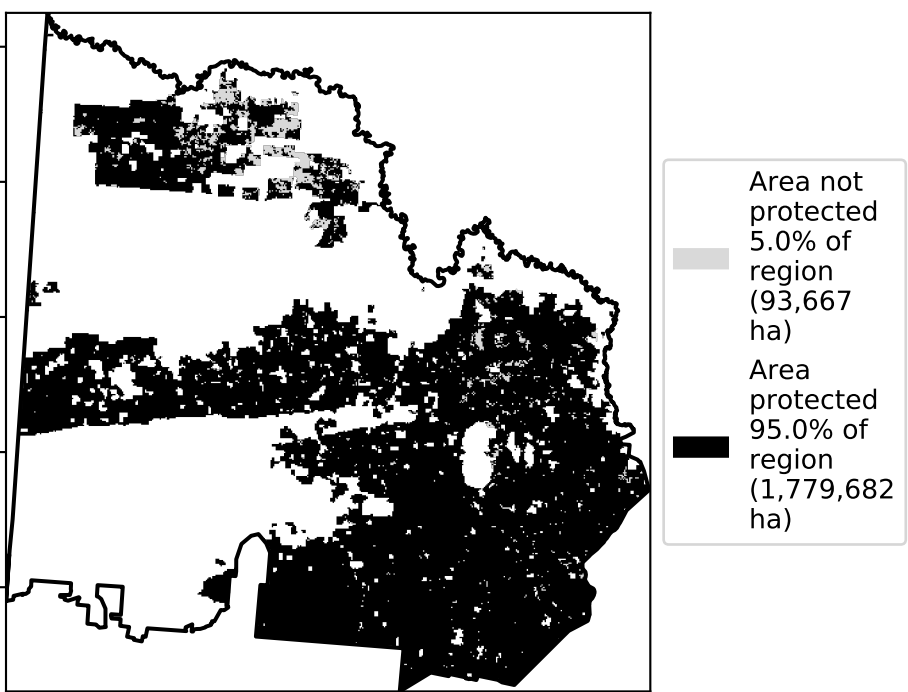 Area not
protected
5.0% of
region
(93,667
ha)
Area
protected
95.0% of
region
(1,779,682
ha)